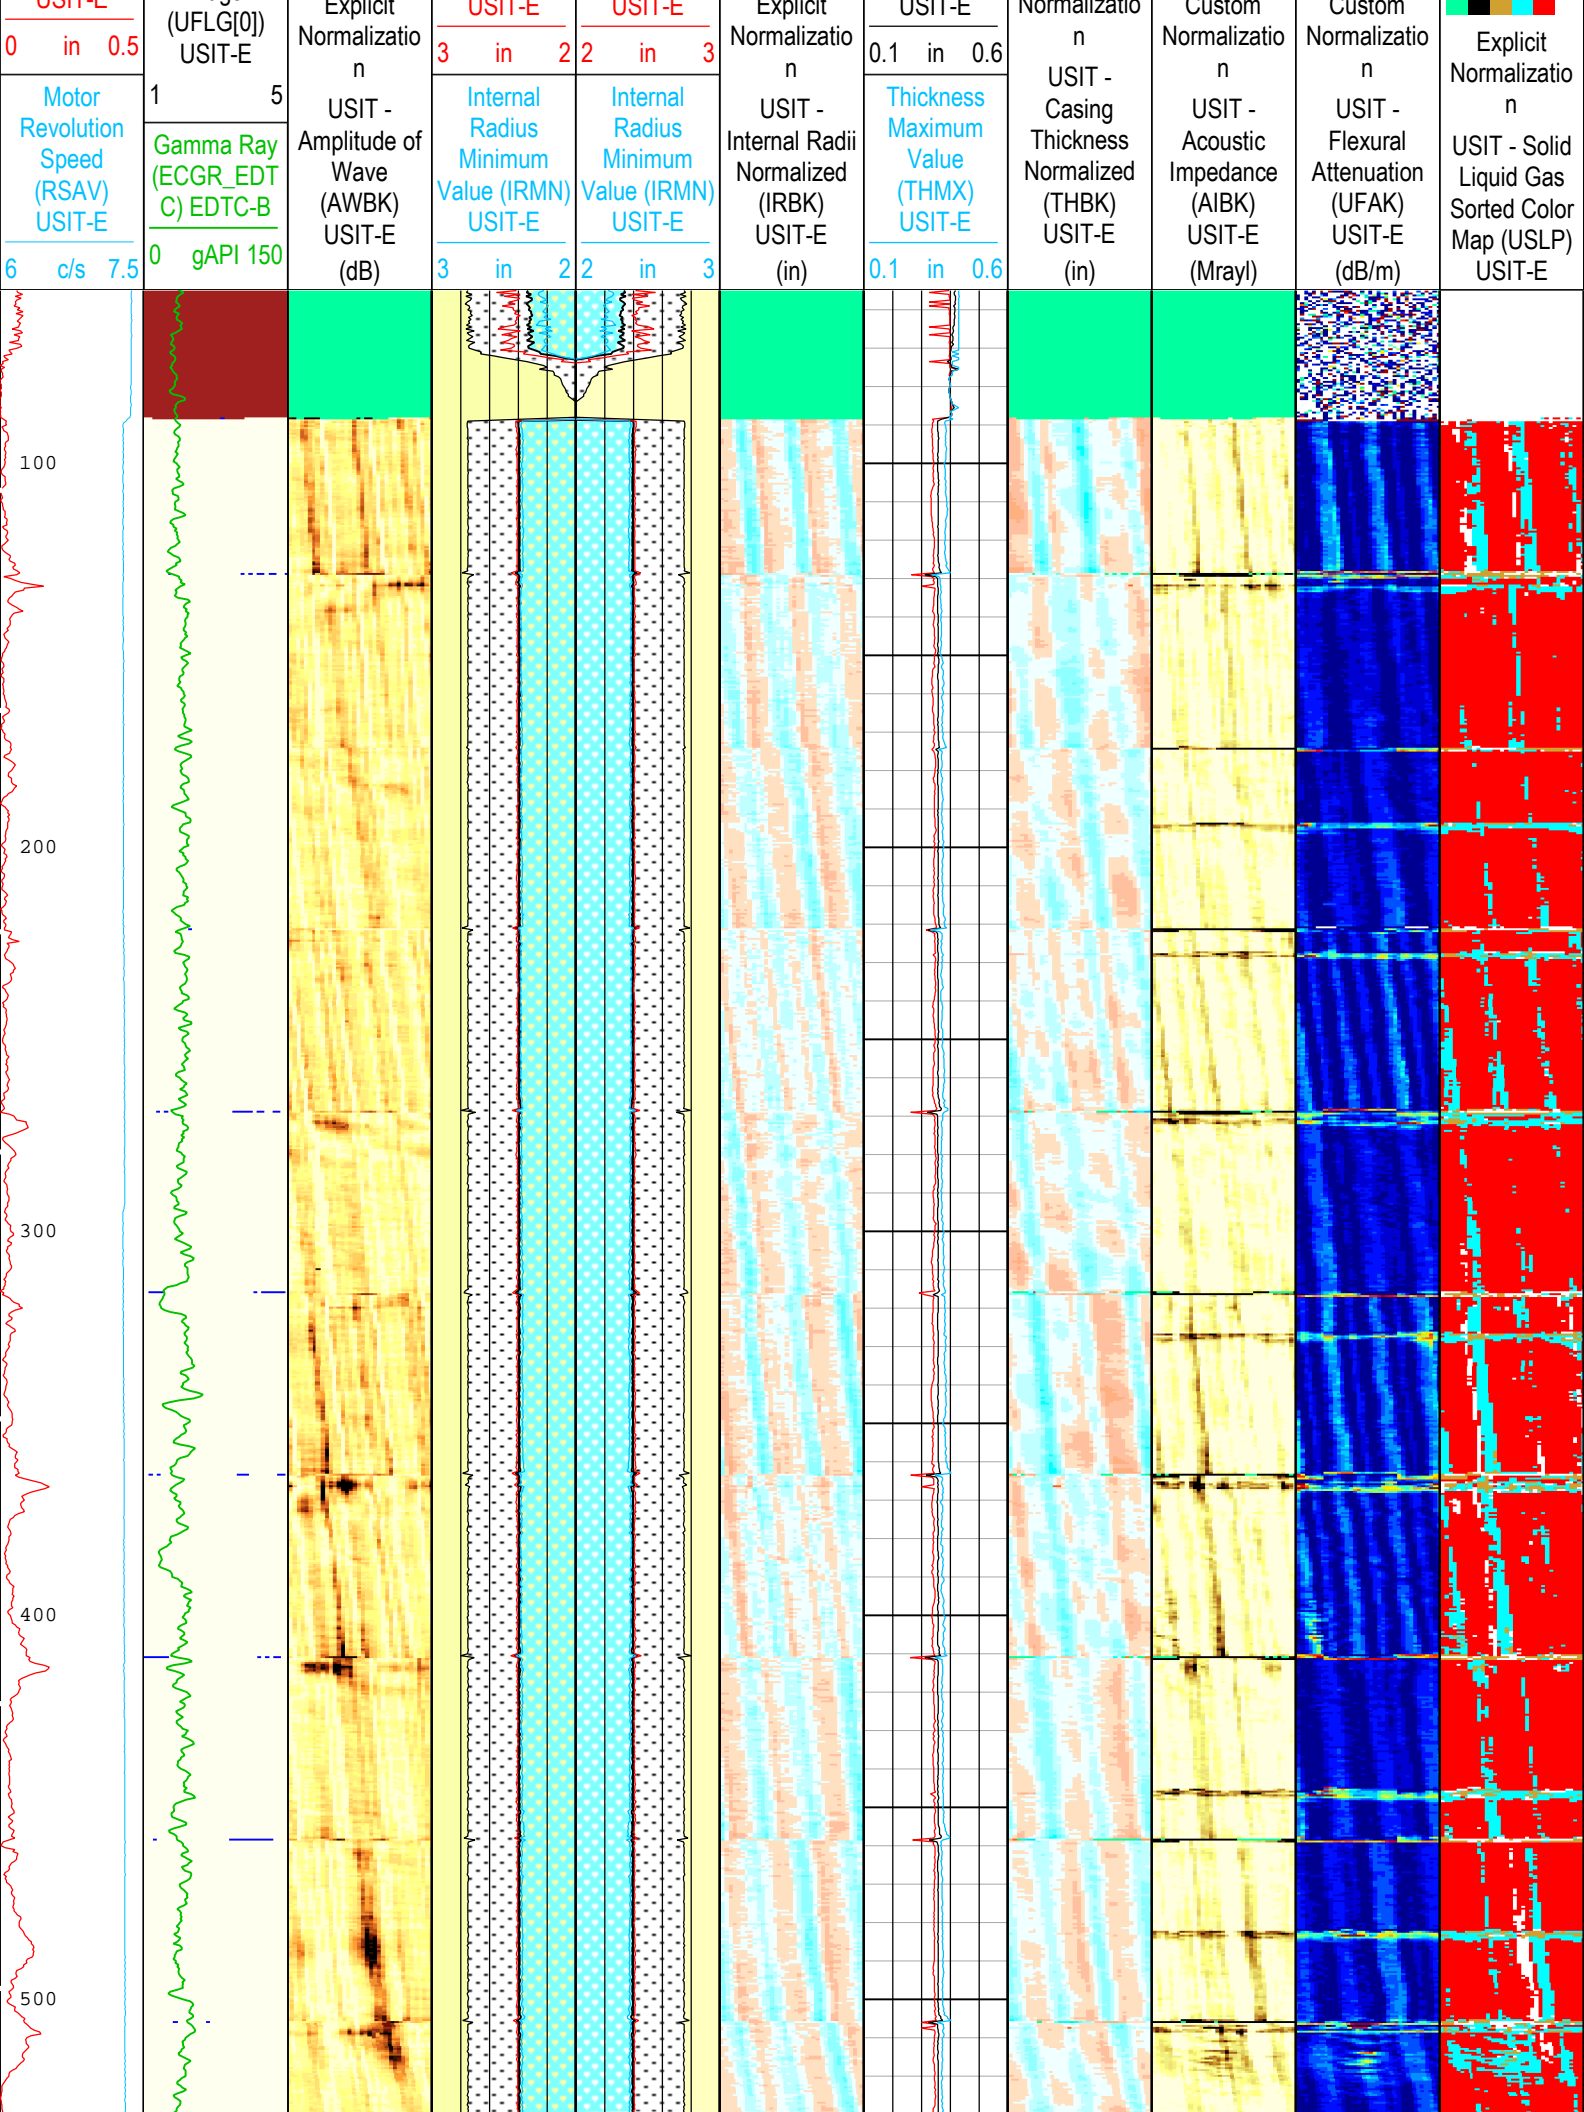 USIT-E
0 in 0.5
Motor
Revolution
Speed
(RSAV)
USIT-E
6 c/s 7.5
(UFLG[0])
USIT-E
1 5
Gamma Ray
(ECGR_EDT
C) EDTC-B
0 gAPI 150
Explicit
Normalizatio
n
USIT -
Amplitude of
Wave
(AWBK)
USIT-E
(dB)
USIT-E
3 in 2
Internal
Radius
Minimum
Value (IRMN)
USIT-E
3 in 2
USIT-E
2 in 3
Internal
Radius
Minimum
Value (IRMN)
USIT-E
2 in 3
Explicit
Normalizatio
n
USIT -
Internal Radii
Normalized
(IRBK)
USIT-E
(in)
USIT-E
0.1 in 0.6
Thickness
Maximum
Value
(THMX)
USIT-E
0.1 in 0.6
Normalizatio
n
USIT -
Casing
Thickness
Normalized
(THBK)
USIT-E
(in)
Custom
Normalizatio
n
USIT -
Acoustic
Impedance
(AIBK)
USIT-E
(Mrayl)
Custom
Normalizatio
n
USIT -
Flexural
Attenuation
(UFAK)
USIT-E
(dB/m)
Explicit
Normalizatio
n
USIT - Solid
Liquid Gas
Sorted Color
Map (USLP)
USIT-E
100
200
300
400
500